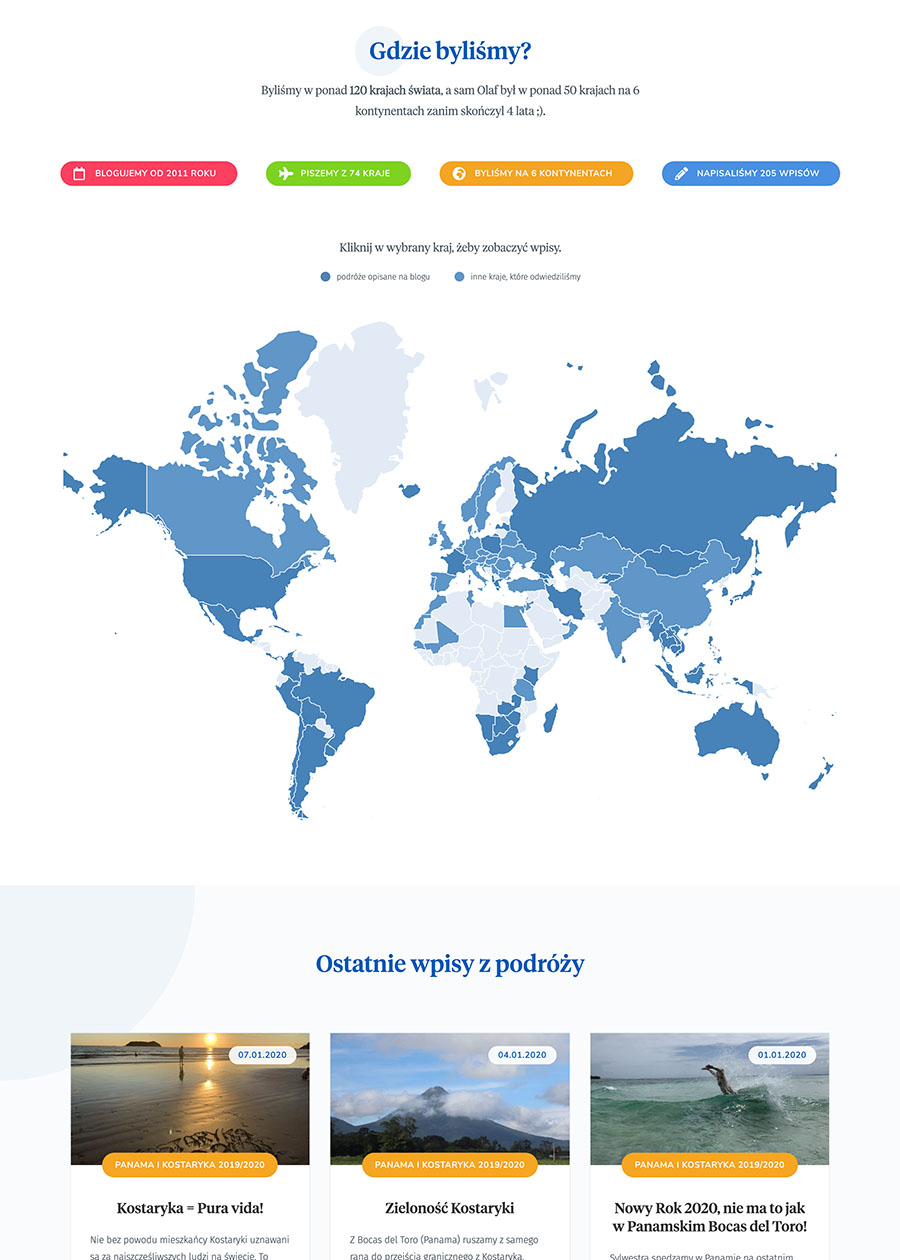 Gdzie byliśmy?
Byliśmy w ponad 120 krajach świata, a sam Olaf był w ponad 50 krajach na 6
kontynentach zanim skończyl 4 lata ;).
BLOGUJEMY OD 2011 ROKU
PISZEMY Z 74 KRAJE
BYLIŚMY NA 6 KONTYNENTACH
NAPISALIŚMY 205 WPISÓW
Kliknij w wybrany kraj, żeby zobaczyć wpisy.
podróże opisane na blogu
inne kraje, które odwiedziliśmy
Ostatnie wpisy z podróży
07.01.2020
04.01.2020
01.01.2020
PANAMA I KOSTARYKA 2019/2020
PANAMA I KOSTARYKA 2019/2020
PANAMA I KOSTARYKA 2019/2020
Kostaryka = Pura vida!
Nie bez powodu mieszkańcy Kostaryki uznawani
są za najszczęśliwszych ludzi na świecie. To
Zieloność Kostaryki
Z Bocas del Toro (Panama) ruszamy z samego
rana do przejścia granicznego z Kostaryką.
Nowy Rok 2020, nie ma to jak
w Panamskim Bocas del Toro!
Sylwestra spędzamy w Panamie na ostatnim